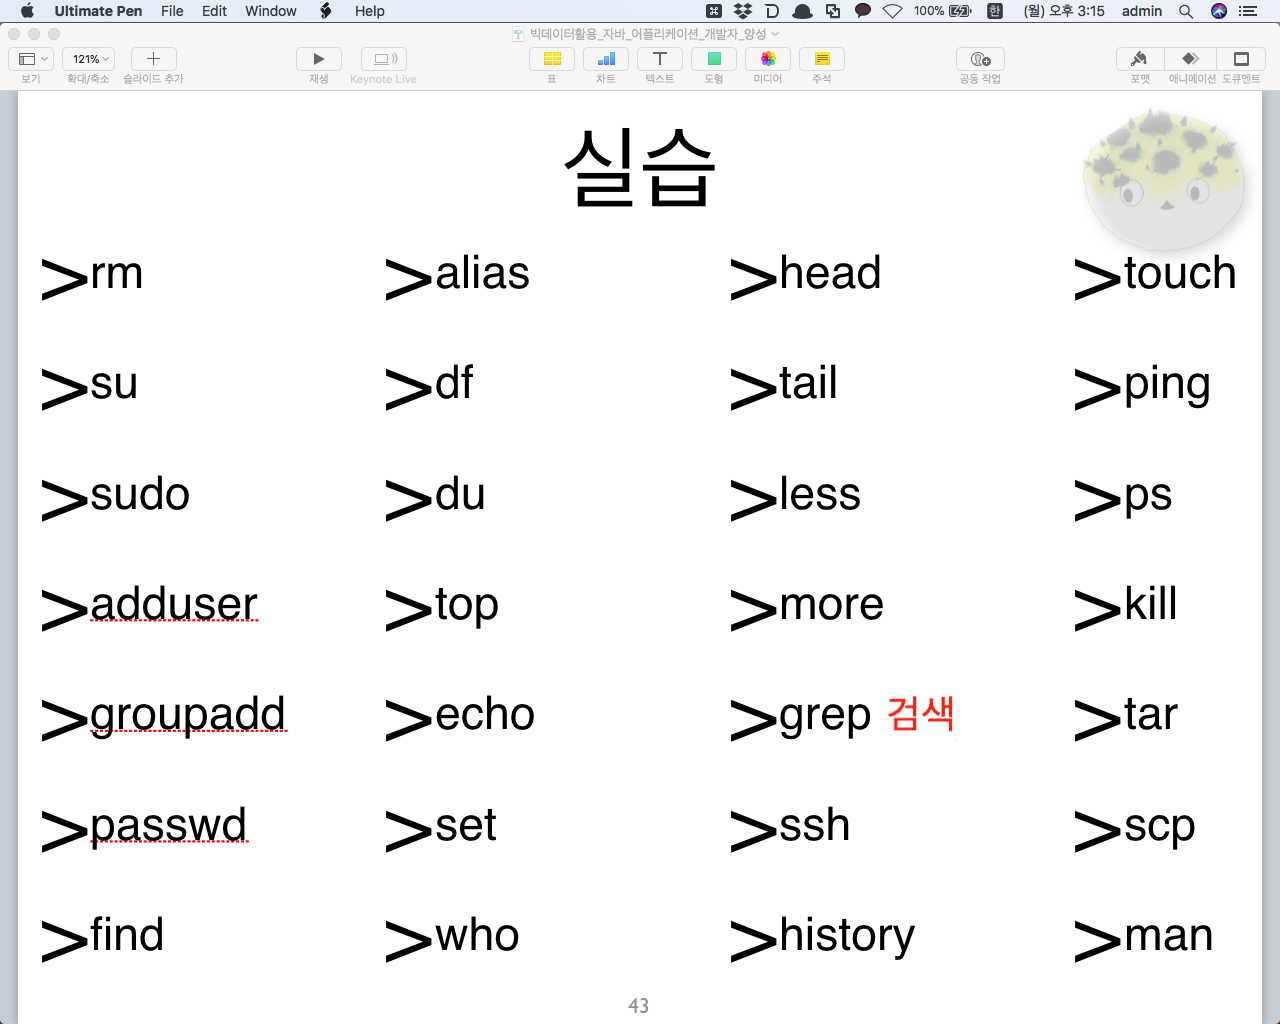 Ultimate Pen File Edit Window Help 100% 한 (월) 오후 3:15 admin
빅데이터활용_자바_어플리케이션_개발자_양성
121%
보기 확대/축소 슬라이드 추가 재생 Keynote Live 표 차트 텍스트 도형 미디어 주석 공동 작업 포맷 애니메이션 도큐멘트
실습
>rm >alias >head >touch
>su >df >tail >ping
>sudo >du >less >ps
>adduser >top >more >kill
>groupadd >echo >grep 검색 >tar
>passwd >set >ssh >scp
>find >who >history >man
43